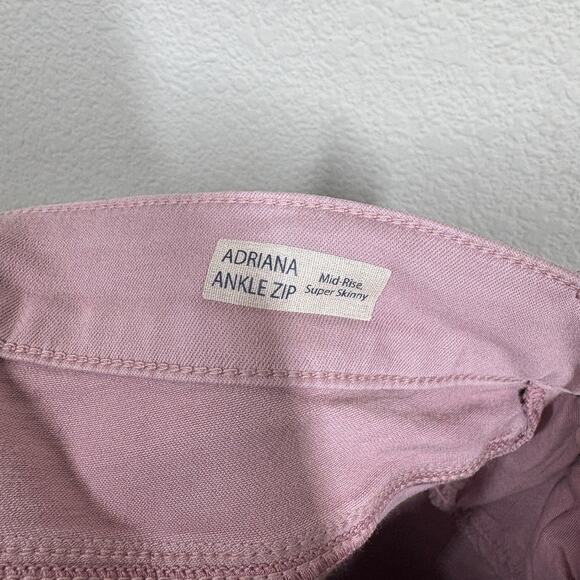 ADRIANA
ANKLE ZIP
Mid-Rise,
Super Skinny